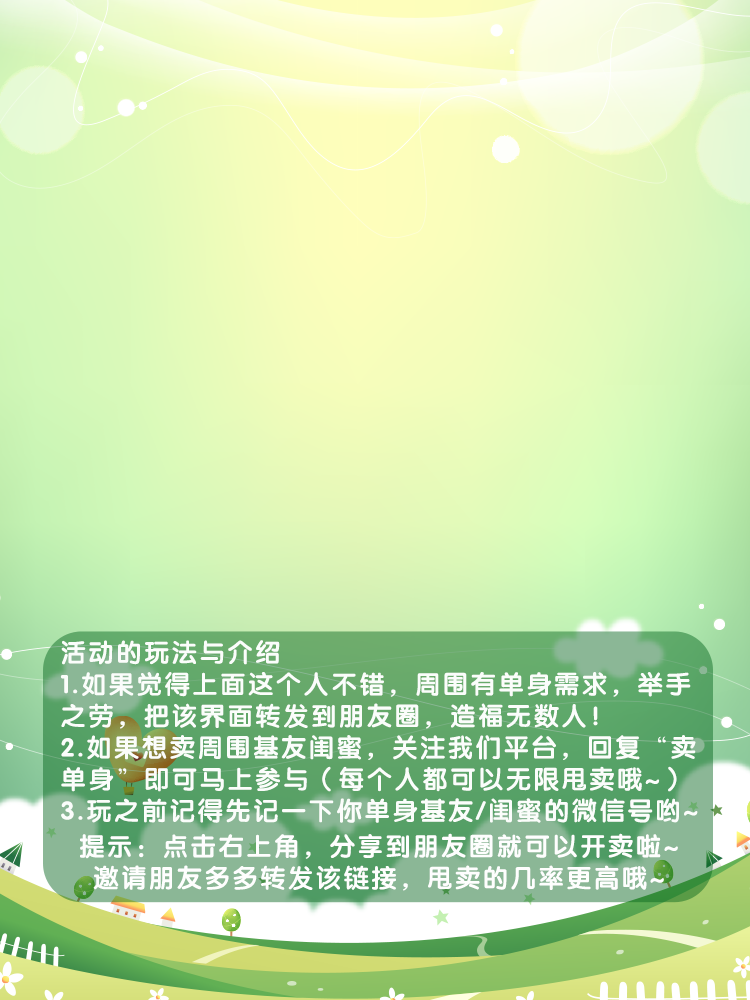 活动的玩法与介绍
1.如果觉得上面这个人不错，周围有单身需求，举手
之劳，把该界面转发到朋友圈，造福无数人！
2.如果想卖周围基友闺蜜，关注我们平台，回复“卖
单身”即可马上参与（每个人都可以无限甩卖哦~）
3.玩之前记得先记一下你单身基友/闺蜜的微信号哟~
提示：点击右上角，分享到朋友圈就可以开卖啦~
邀请朋友多多转发该链接，甩卖的几率更高哦~